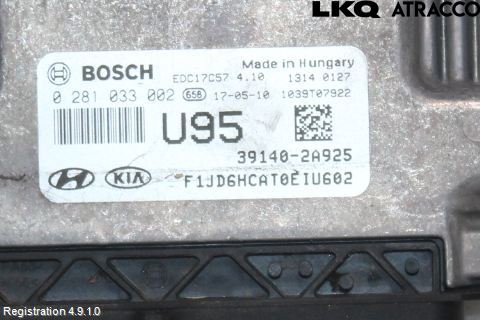 LKQ ATRACCO
Made in Hungary
BOSCH EDC17C57 4.10 1314 0127
0 281 033 002 658 17-05-10 1039T07922
U95
39140-2A925
KIA F1JD6HCAT0EIU602
Registration 4.9.1.0